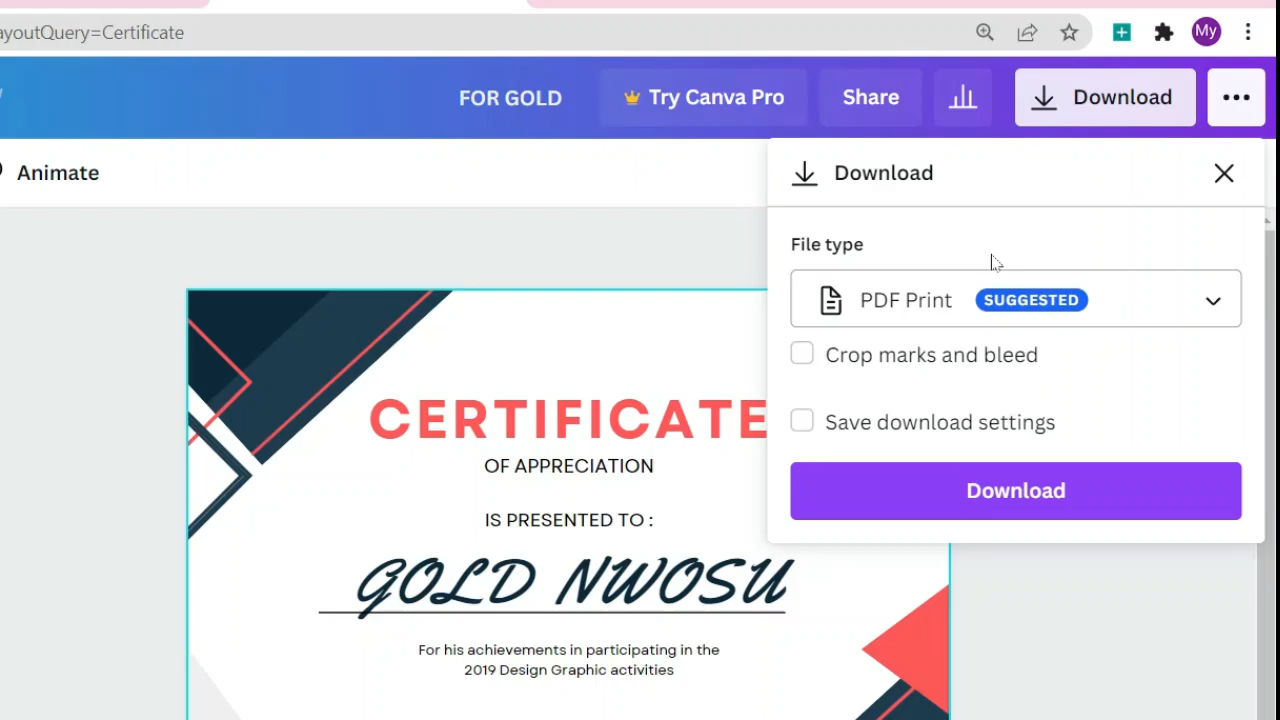 ayoutQuery=Certificate
My
FOR GOLD
Try Canva Pro
Share
Download
Animate
Download
File type
PDF Print
SUGGESTED
Crop marks and bleed
Save download settings
Download
CERTIFICATE
OF APPRECIATION
IS PRESENTED TO :
GOLD NWOSU
For his achievements in participating in the
2019 Design Graphic activities